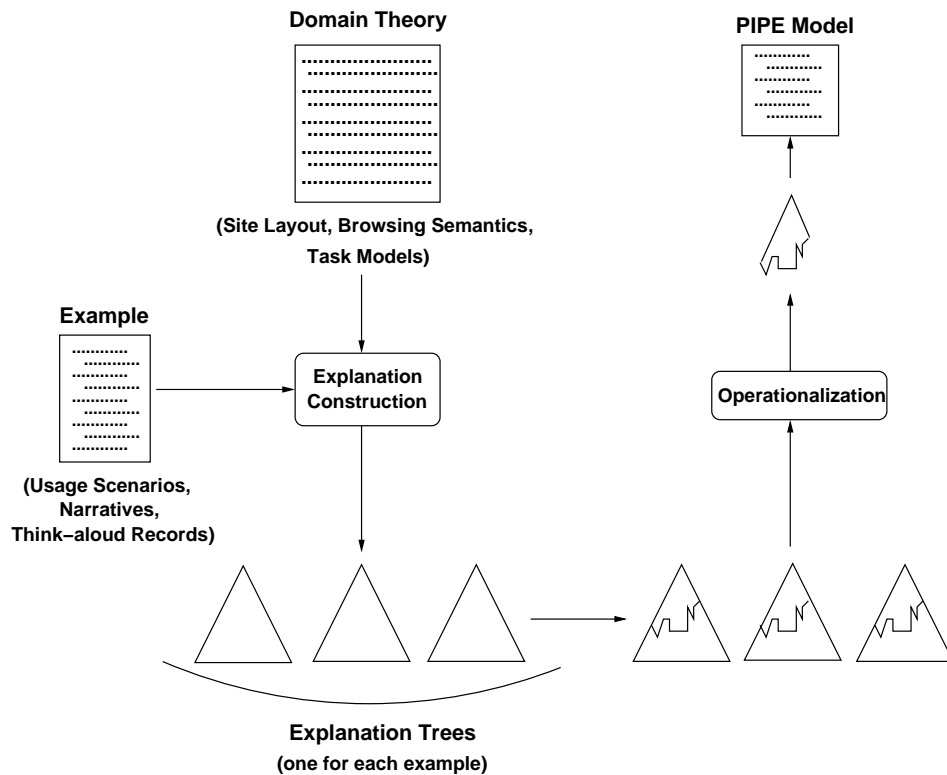 Domain Theory
PIPE Model
(Site Layout, Browsing Semantics,
Task Models)
Example
Explanation
Construction
Operationalization
(Usage Scenarios,
Narratives,
Think–aloud Records)
Explanation Trees
(one for each example)